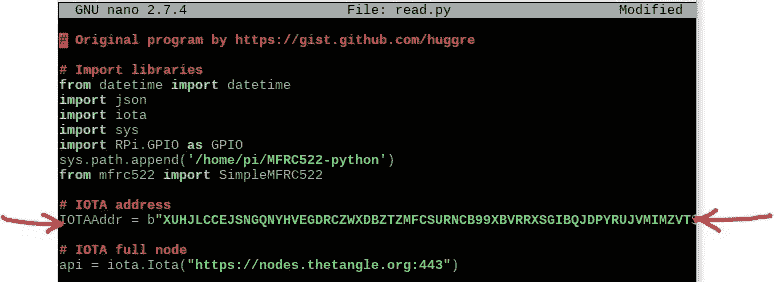 GNU nano 2.7.4 File: read.py Modified
# Original program by https://gist.github.com/huggre
# Import libraries
from datetime import datetime
import json
import iota
import sys
import RPi.GPIO as GPIO
sys.path.append('/home/pi/MFRC522-python')
from mfrc522 import SimpleMFRC522
# IOTA address
IOTAAddr = b"XUHJLCCEJSNGQNYHVEGDRCZWXDBZTZMFCSURNCB99XBVRRXSGIBQJDPYRUJVMIMZVTS
# IOTA full node
api = iota.Iota("https://nodes.thetangle.org:443")